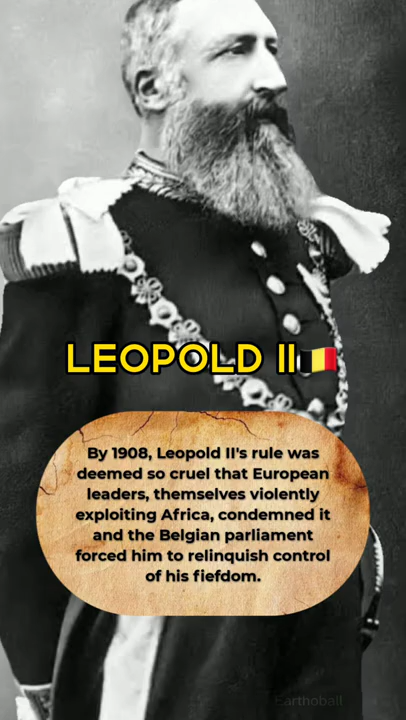 LEOPOLD II
By 1908, Leopold II's rule was
deemed so cruel that European
leaders, themselves violently
exploiting Africa, condemned it
and the Belgian parliament
forced him to relinquish control
of his fiefdom.
Earthoball